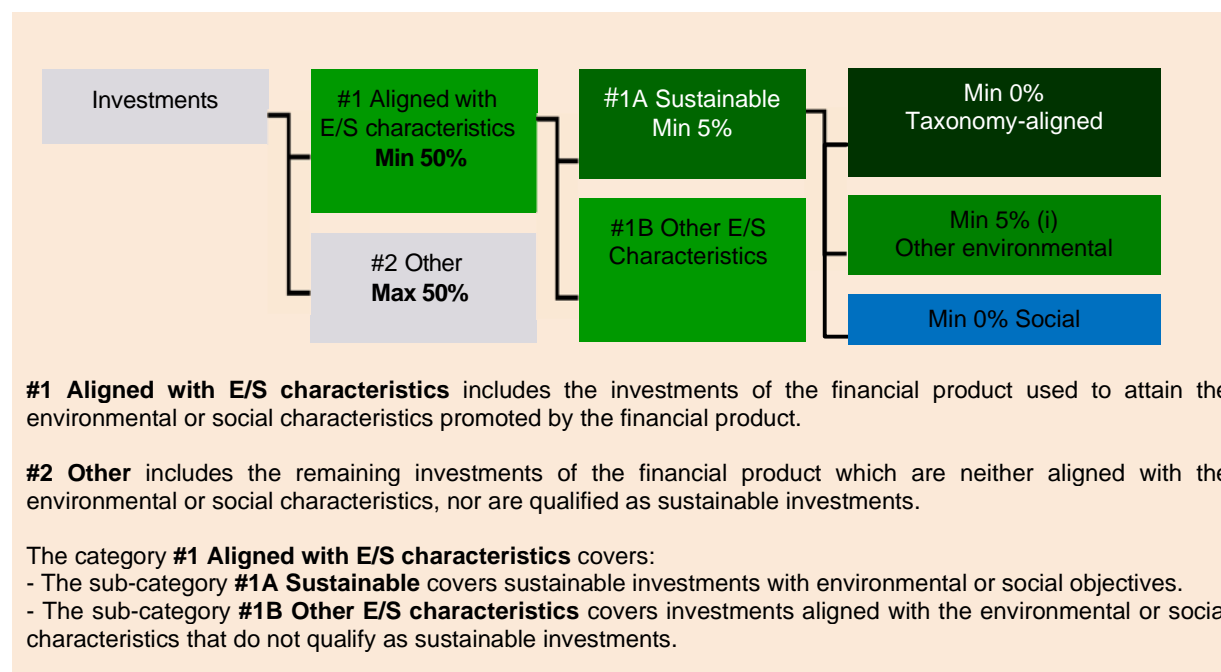 Investments
#1 Aligned with
E/S characteristics
Min 50%
#2 Other
Max 50%
#1A Sustainable
Min 5%
#1B Other E/S
Characteristics
Min 0%
Taxonomy-aligned
Min 5% (i)
Other environmental
Min 0% Social
#1 Aligned with E/S characteristics includes the investments of the financial product used to attain the
environmental or social characteristics promoted by the financial product.
#2 Other includes the remaining investments of the financial product which are neither aligned with the
environmental or social characteristics, nor are qualified as sustainable investments.
The category #1 Aligned with E/S characteristics covers:
- The sub-category #1A Sustainable covers sustainable investments with environmental or social objectives.
- The sub-category #1B Other E/S characteristics covers investments aligned with the environmental or social
characteristics that do not qualify as sustainable investments.